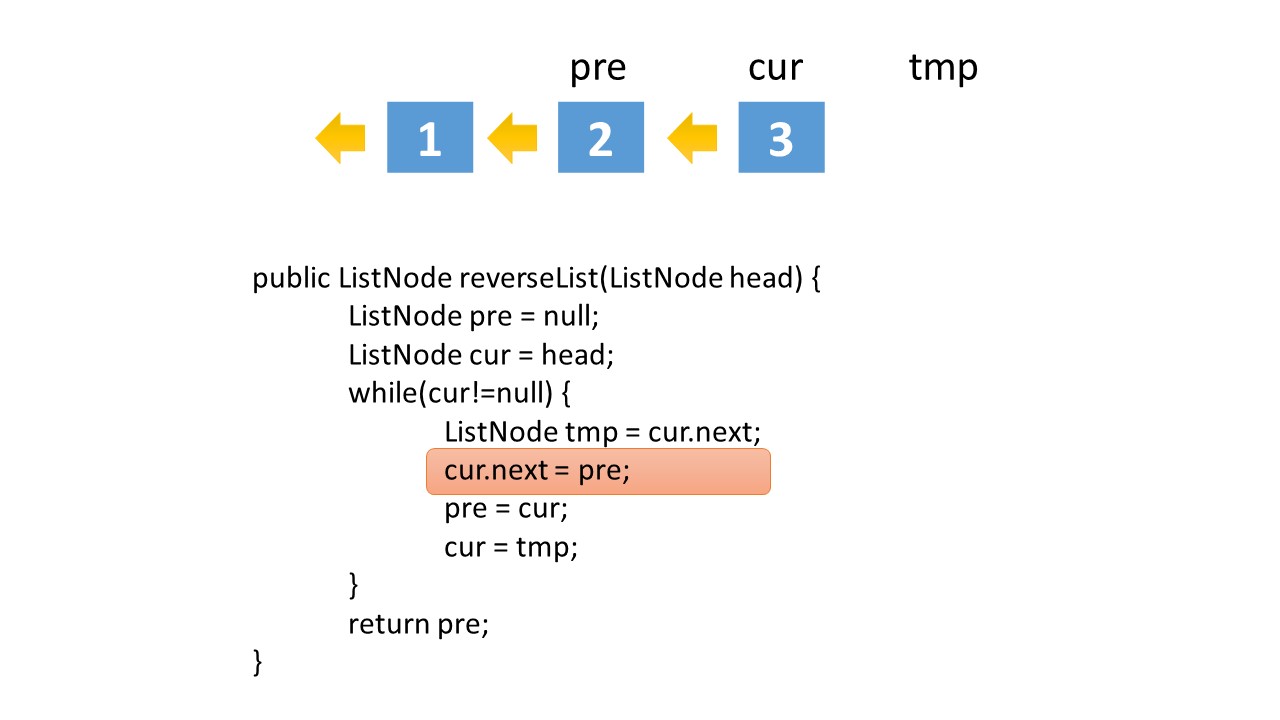 pre cur tmp
1 2 3
public ListNode reverseList(ListNode head) {
ListNode pre = null;
ListNode cur = head;
while(cur!=null) {
ListNode tmp = cur.next;
cur.next = pre;
pre = cur;
cur = tmp;
}
return pre;
}